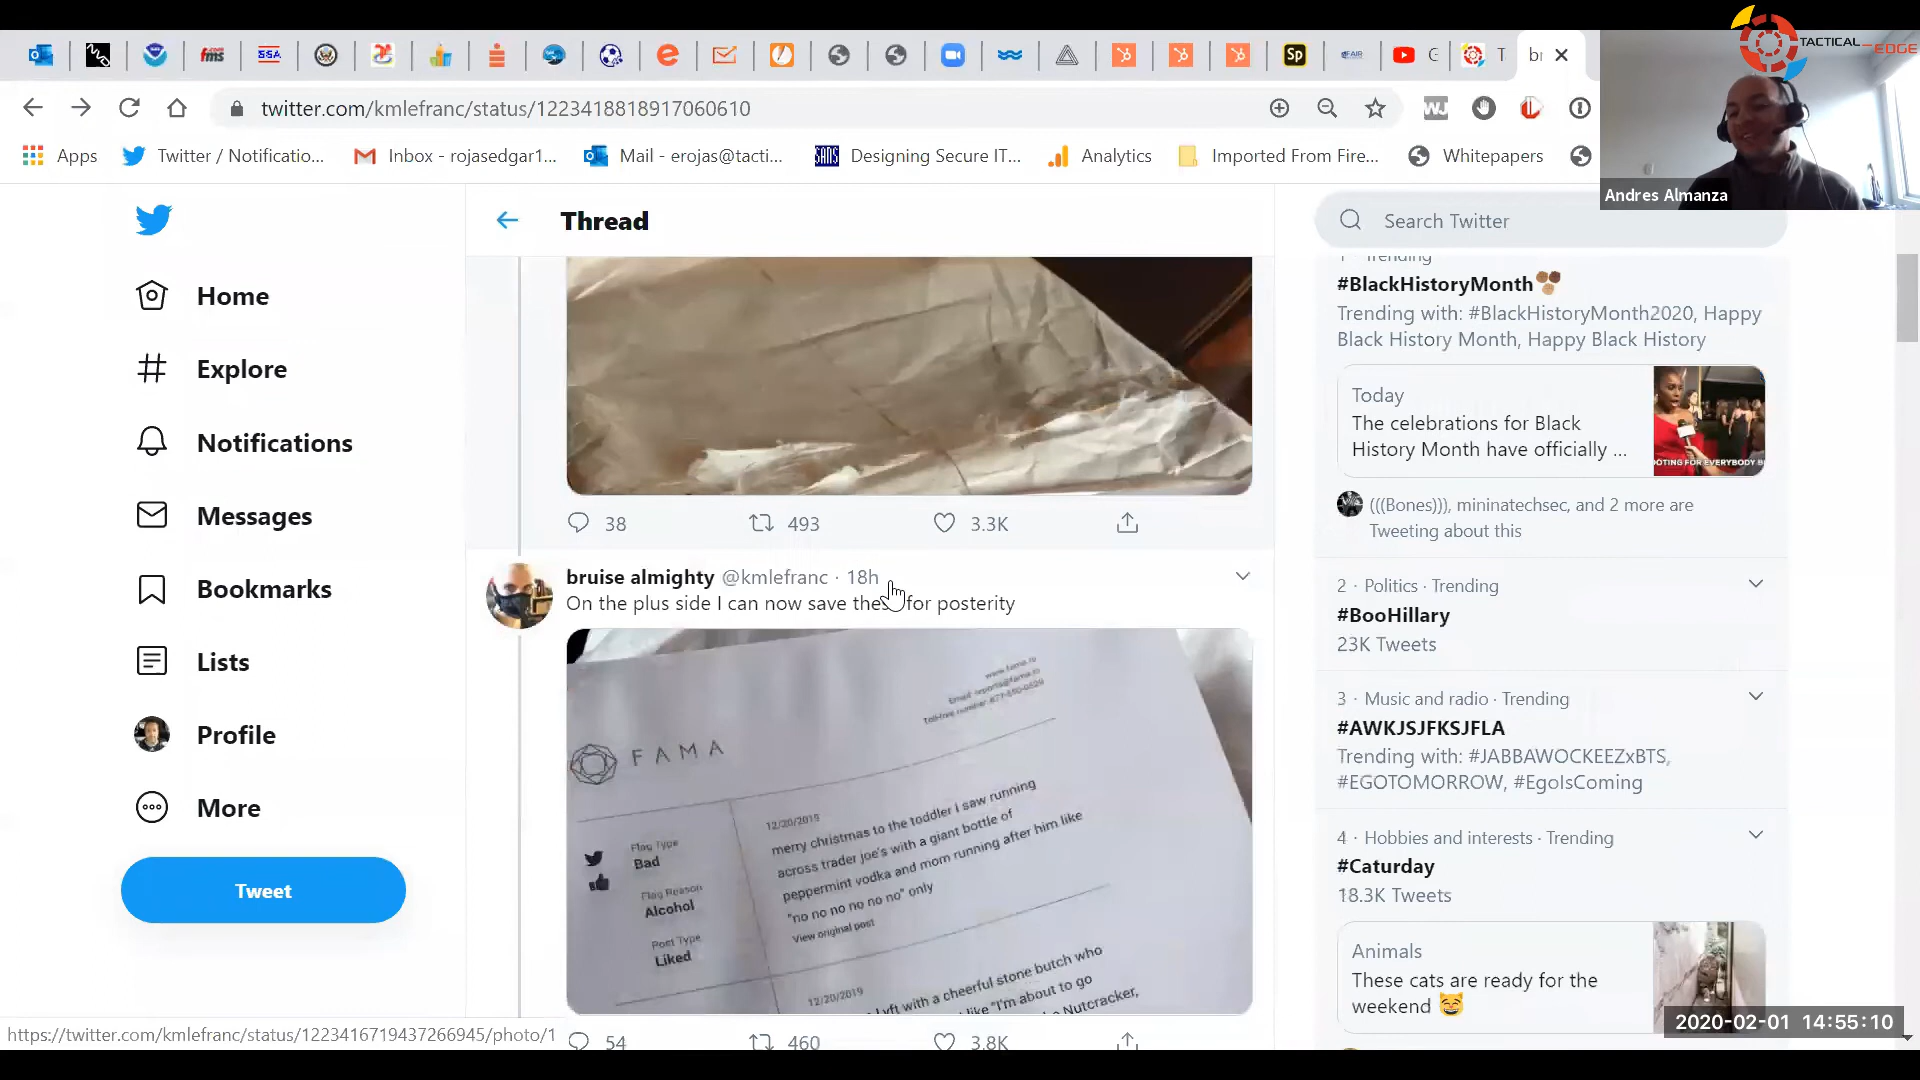 TACTICAL EDGE
twitter.com/kmlefranc/status/1223418818917060610
Apps
Twitter / Notificatio...
Inbox - rojasedgar1...
Mail - erojas@tacti...
SANS
Designing Secure IT...
Analytics
Imported From Fire...
Whitepapers
Andres Almanza
Home
Explore
Notifications
Messages
Bookmarks
Lists
Profile
More
Tweet
Thread
38
493
3.3K
bruise almighty @kmlefranc · 18h
On the plus side I can now save these for posterity
www.fama.io
FAMA
Flag Type
Bad
Flag Reason
Alcohol
Post Type
Liked
merry christmas to the toddler I saw running
across trader joe's with a giant bottle of
peppermint vodka and mom running after him like
"no no no no no no" only
View original post
12/20/2019
Lyft with a cheerful stone butch who
like "I'm about to go
Nutcracker,
54
460
3.8K
Search Twitter
1 · Trending
#BlackHistoryMonth
Trending with: #BlackHistoryMonth2020, Happy
Black History Month, Happy Black History
Today
The celebrations for Black
History Month have officially ...
(((Bones))), mininatechsec, and 2 more are
Tweeting about this
2 · Politics · Trending
#BooHillary
23K Tweets
3 · Music and radio · Trending
#AWKJSJFKSJFLA
Trending with: #JABBAWOCKEEZxBTS,
#EGOTOMORROW, #EgoIsComing
4 · Hobbies and interests · Trending
#Caturday
18.3K Tweets
Animals
These cats are ready for the
weekend
https://twitter.com/kmlefranc/status/1223416719437266945/photo/1
2020-02-01 14:55:10